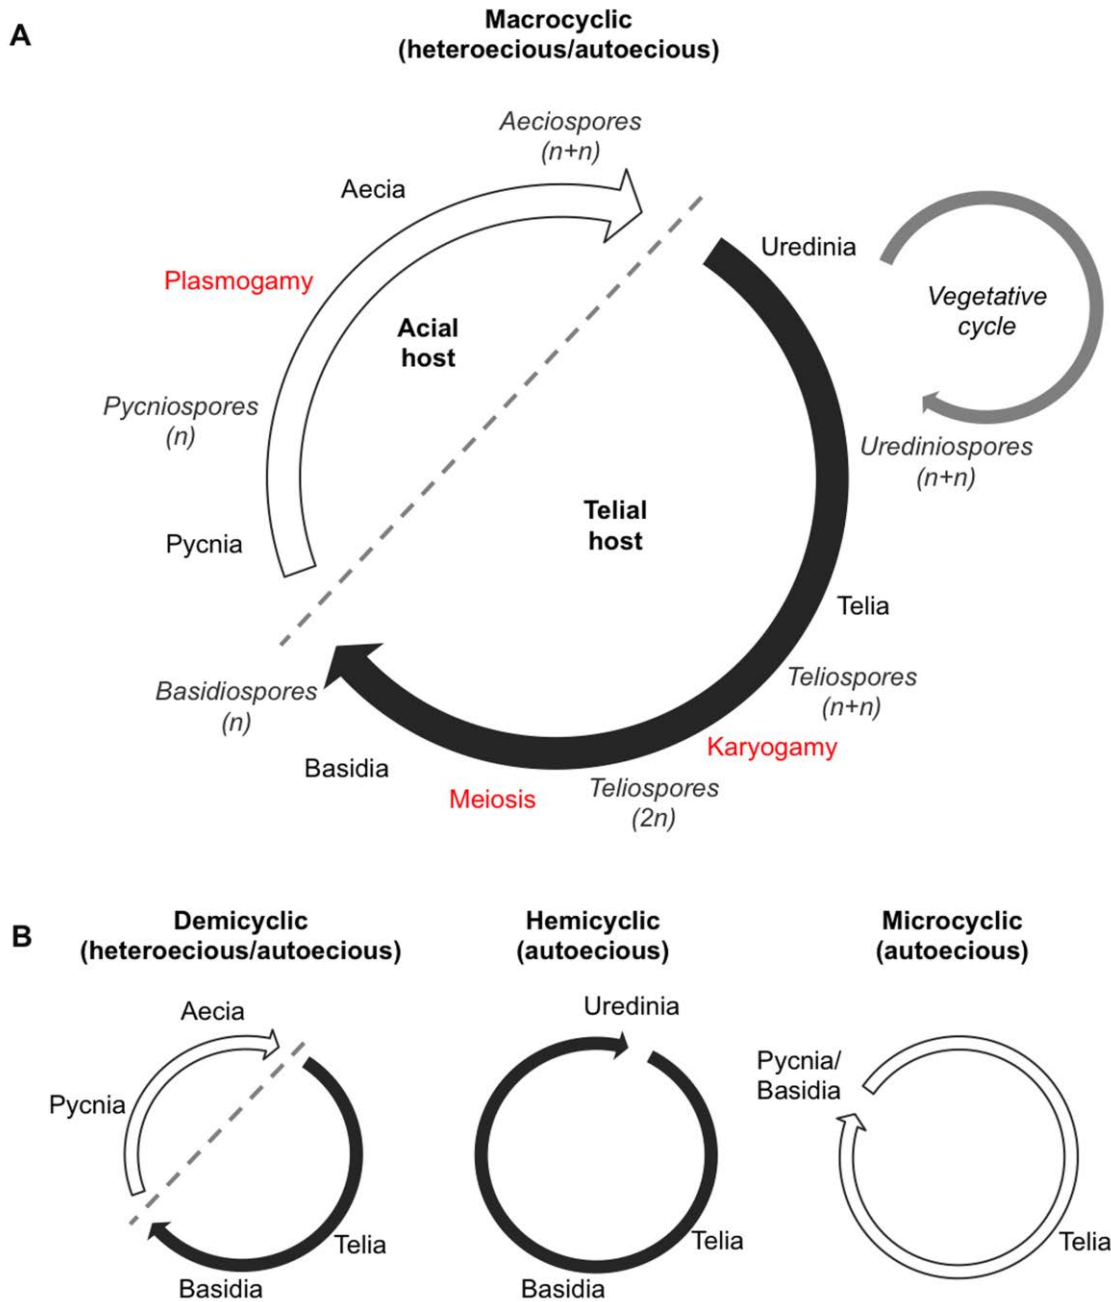 A
Macrocyclic
(heteroecious/autoecious)
Aeciospores
(n+n)
Aecia
Plasmogamy
Acial
host
Pycniospores
(n)
Pycnia
Uredinia
Vegetative
cycle
Urediniospores
(n+n)
Telial
host
Telia
Teliospores
(n+n)
Karyogamy
Teliospores
(2n)
Meiosis
Basidia
Basidiospores
(n)
B
Demicyclic
(heteroecious/autoecious)
Aecia
Pycnia
Telia
Basidia
Hemicyclic
(autoecious)
Uredinia
Telia
Basidia
Microcyclic
(autoecious)
Pycnia/
Basidia
Telia